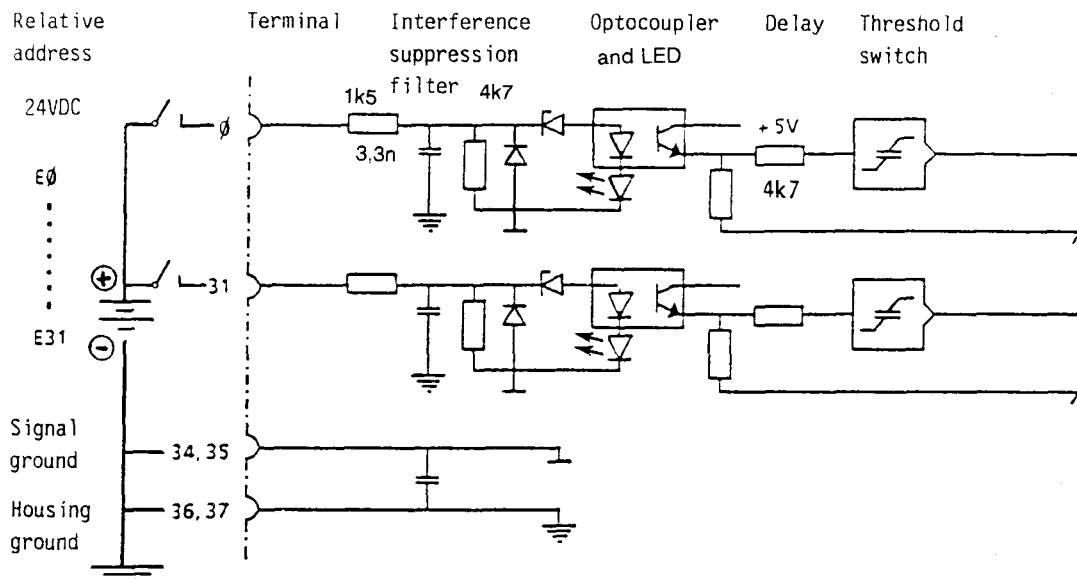 Relative address
Terminal
Interference suppression filter
Optocoupler and LED
Delay
Threshold switch
24VDC
1k5
4k7
3,3n
Ø
+5V
4k7
EØ
31
E31
Signal ground
34,35
Housing ground
36,37